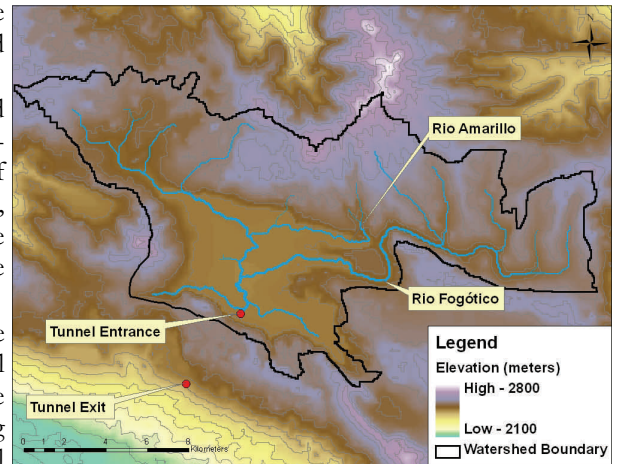 N
Rio Amarillo
Rio Fogótico
Tunnel Entrance
Tunnel Exit
Legend
Elevation (meters)
High - 2800
Low - 2100
Watershed Boundary
0 1 2 4 6 8
Kilometers